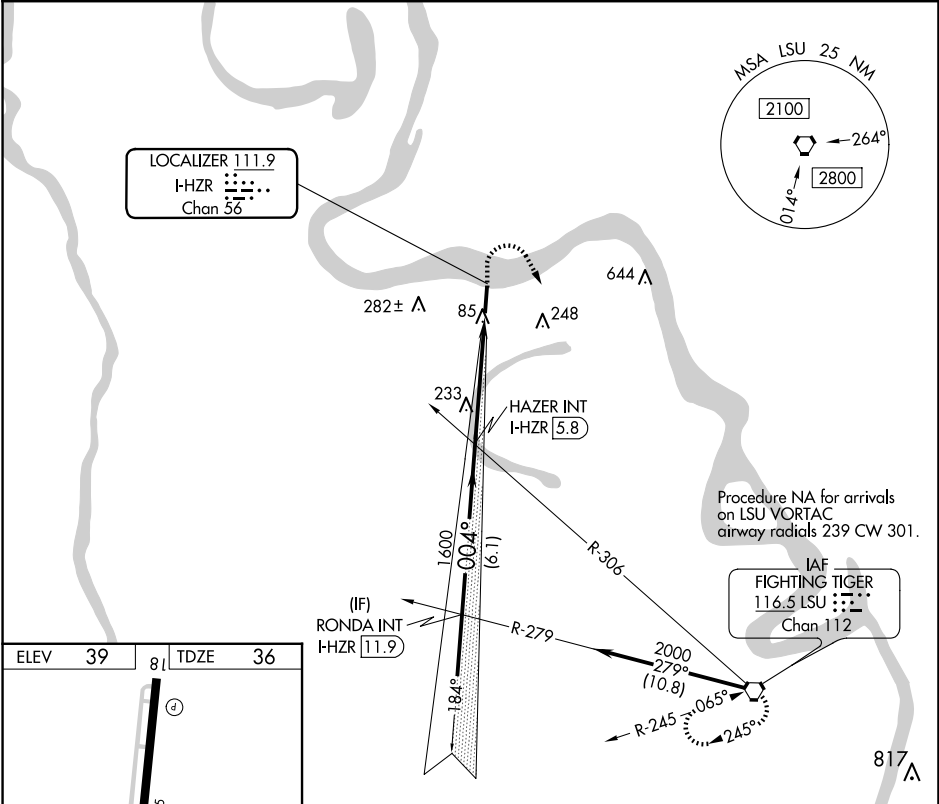 MSA LSU 25 NM
2100
264°
2800
014°
LOCALIZER 111.9
I-HZR
Chan 56
644
282±
85
248
233
HAZER INT
I-HZR 5.8
Procedure NA for arrivals
on LSU VORTAC
airway radials 239 CW 301.
1600
004°
(6.1)
R-306
IAF
FIGHTING TIGER
116.5 LSU
Chan 112
(IF)
RONDA INT
I-HZR 11.9
R-279
2000
279°
(10.8)
184°
R-245
065°
245°
817
ELEV 39
18
TDZE 36
P